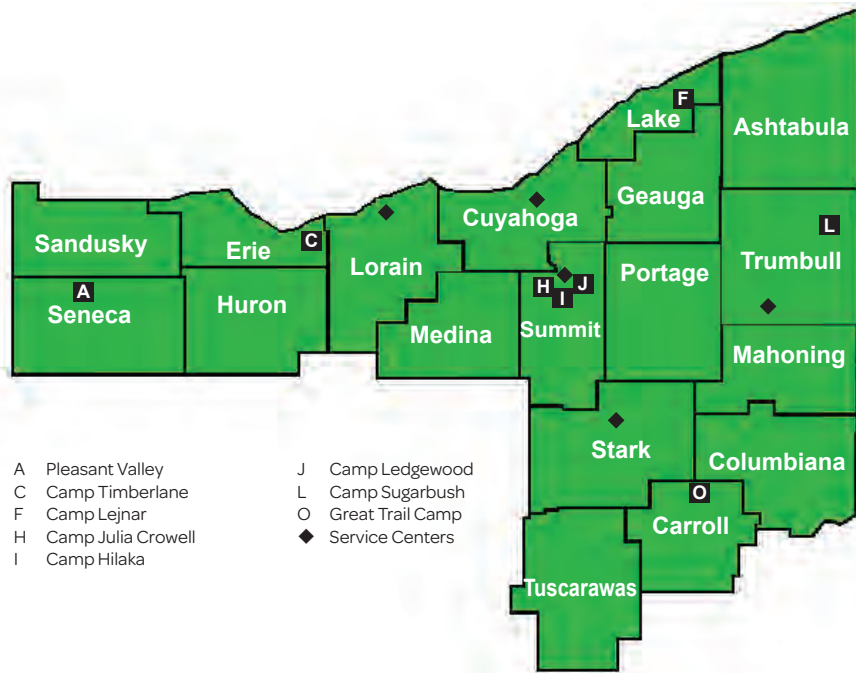 F
Lake
Ashtabula
Geauga
Cuyahoga
L
Sandusky
Erie
C
Lorain
Portage
Trumbull
A
Seneca
Huron
H
J
I
Medina
Summit
Mahoning
Stark
Columbiana
O
Carroll
Tuscarawas
A Pleasant Valley
C Camp Timberlane
F Camp Lejnar
H Camp Julia Crowell
I Camp Hilaka
J Camp Ledgewood
L Camp Sugarbush
O Great Trail Camp
◆ Service Centers